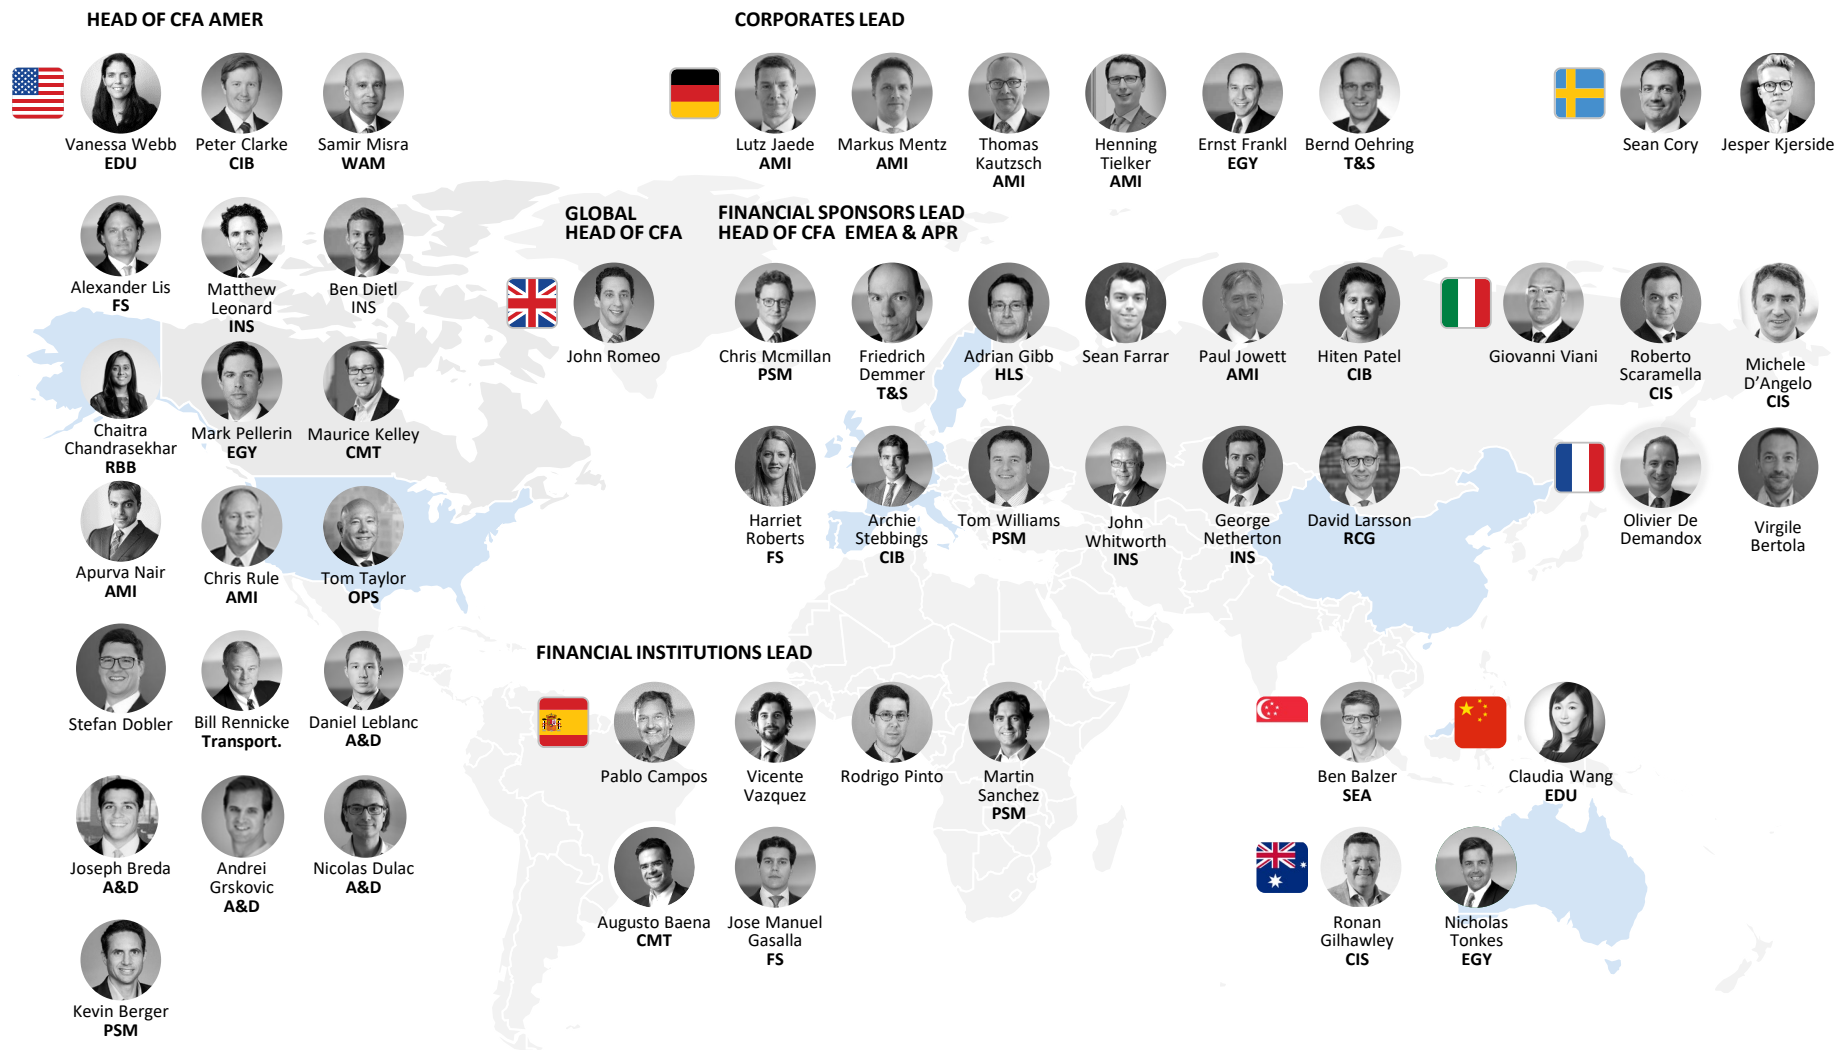 HEAD OF CFA AMER
Vanessa Webb
EDU
Peter Clarke
CIB
Samir Misra
WAM
Alexander Lis
FS
Matthew
Leonard
INS
Ben Dietl
INS
Chaitra
Chandrasekhar
RBB
Mark Pellerin
EGY
Maurice Kelley
CMT
Apurva Nair
AMI
Chris Rule
AMI
Tom Taylor
OPS
Stefan Dobler
Bill Rennicke
Transport.
Daniel Leblanc
A&D
Joseph Breda
A&D
Andrei
Grskovic
A&D
Nicolas Dulac
A&D
Kevin Berger
PSM
CORPORATES LEAD
Lutz Jaede
AMI
Markus Mentz
AMI
Thomas
Kautzsch
AMI
Henning
Tielker
AMI
Ernst Frankl
EGY
Bernd Oehring
T&S
Sean Cory
Jesper Kjerside
GLOBAL
HEAD OF CFA
John Romeo
FINANCIAL SPONSORS LEAD
HEAD OF CFA EMEA & APR
Chris Mcmillan
PSM
Friedrich
Demmer
T&S
Adrian Gibb
HLS
Sean Farrar
Paul Jowett
AMI
Hiten Patel
CIB
Giovanni Viani
Roberto
Scaramella
CIS
Michele
D'Angelo
CIS
Harriet
Roberts
FS
Archie
Stebbings
CIB
Tom Williams
PSM
John
Whitworth
INS
George
Netherton
INS
David Larsson
RCG
Olivier De
Demandox
Virgile
Bertola
FINANCIAL INSTITUTIONS LEAD
Pablo Campos
Vicente
Vazquez
Rodrigo Pinto
Martin
Sanchez
PSM
Augusto Baena
CMT
Jose Manuel
Gasalla
FS
Ben Balzer
SEA
Claudia Wang
EDU
Ronan
Gilhawley
CIS
Nicholas
Tonkes
EGY